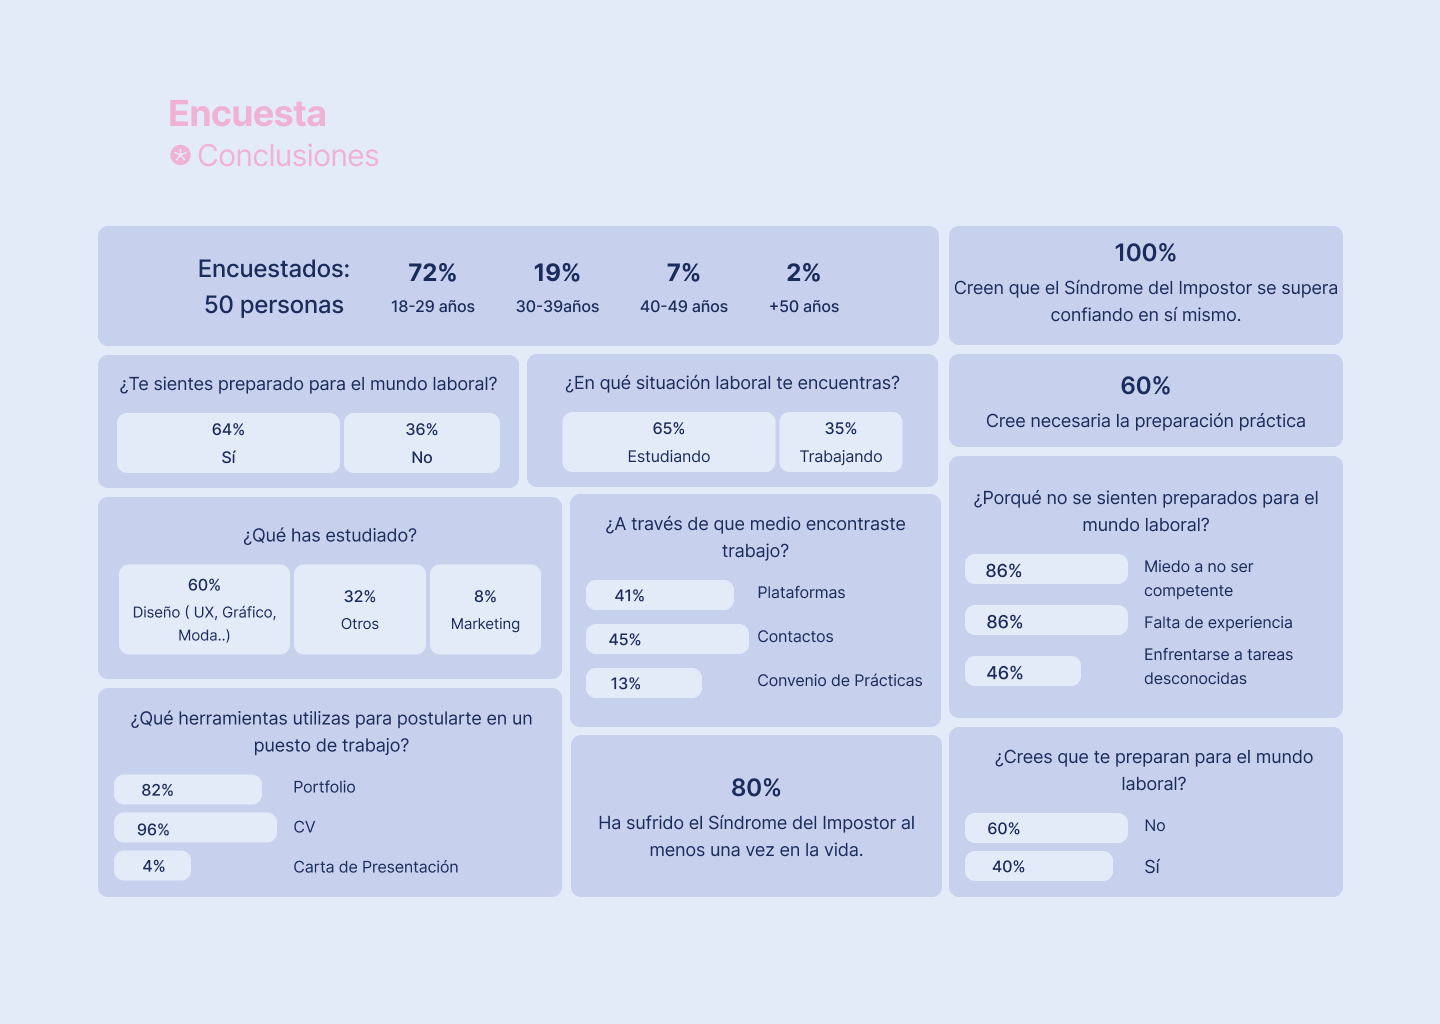 Encuesta
Conclusiones
Encuestados:
50 personas
72%
18-29 años
19%
30-39años
7%
40-49 años
2%
+50 años
100%
Creen que el Síndrome del Impostor se supera
confiando en sí mismo.
¿Te sientes preparado para el mundo laboral?
64%
Sí
36%
No
¿En qué situación laboral te encuentras?
65%
Estudiando
35%
Trabajando
60%
Cree necesaria la preparación práctica
¿Qué has estudiado?
60%
Diseño ( UX, Gráfico,
Moda..)
32%
Otros
8%
Marketing
¿A través de que medio encontraste
trabajo?
41% Plataformas
45% Contactos
13% Convenio de Prácticas
¿Porqué no se sienten preparados para el
mundo laboral?
86% Miedo a no ser
competente
86% Falta de experiencia
46% Enfrentarse a tareas
desconocidas
¿Qué herramientas utilizas para postularte en un
puesto de trabajo?
82% Portfolio
96% CV
4% Carta de Presentación
80%
Ha sufrido el Síndrome del Impostor al
menos una vez en la vida.
¿Crees que te preparan para el mundo
laboral?
60% No
40% Sí